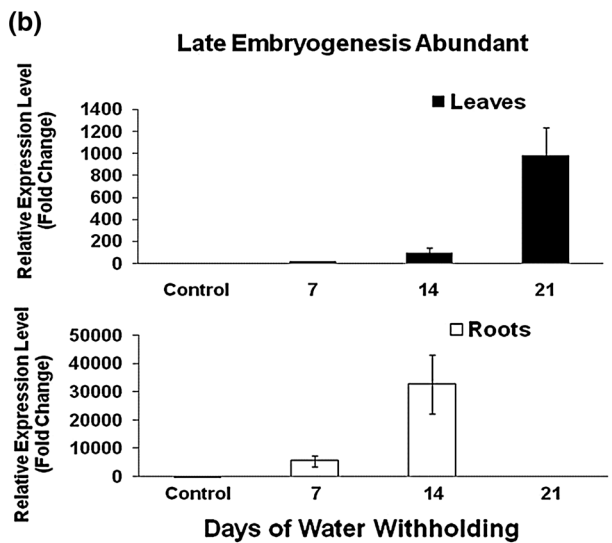 (b)
Late Embryogenesis Abundant
Relative Expression Level
(Fold Change)
1400
1200
1000
800
600
400
200
0
Leaves
Control 7 14 21
Relative Expression Level
(Fold Change)
50000
40000
30000
20000
10000
0
Roots
Control 7 14 21
Days of Water Withholding